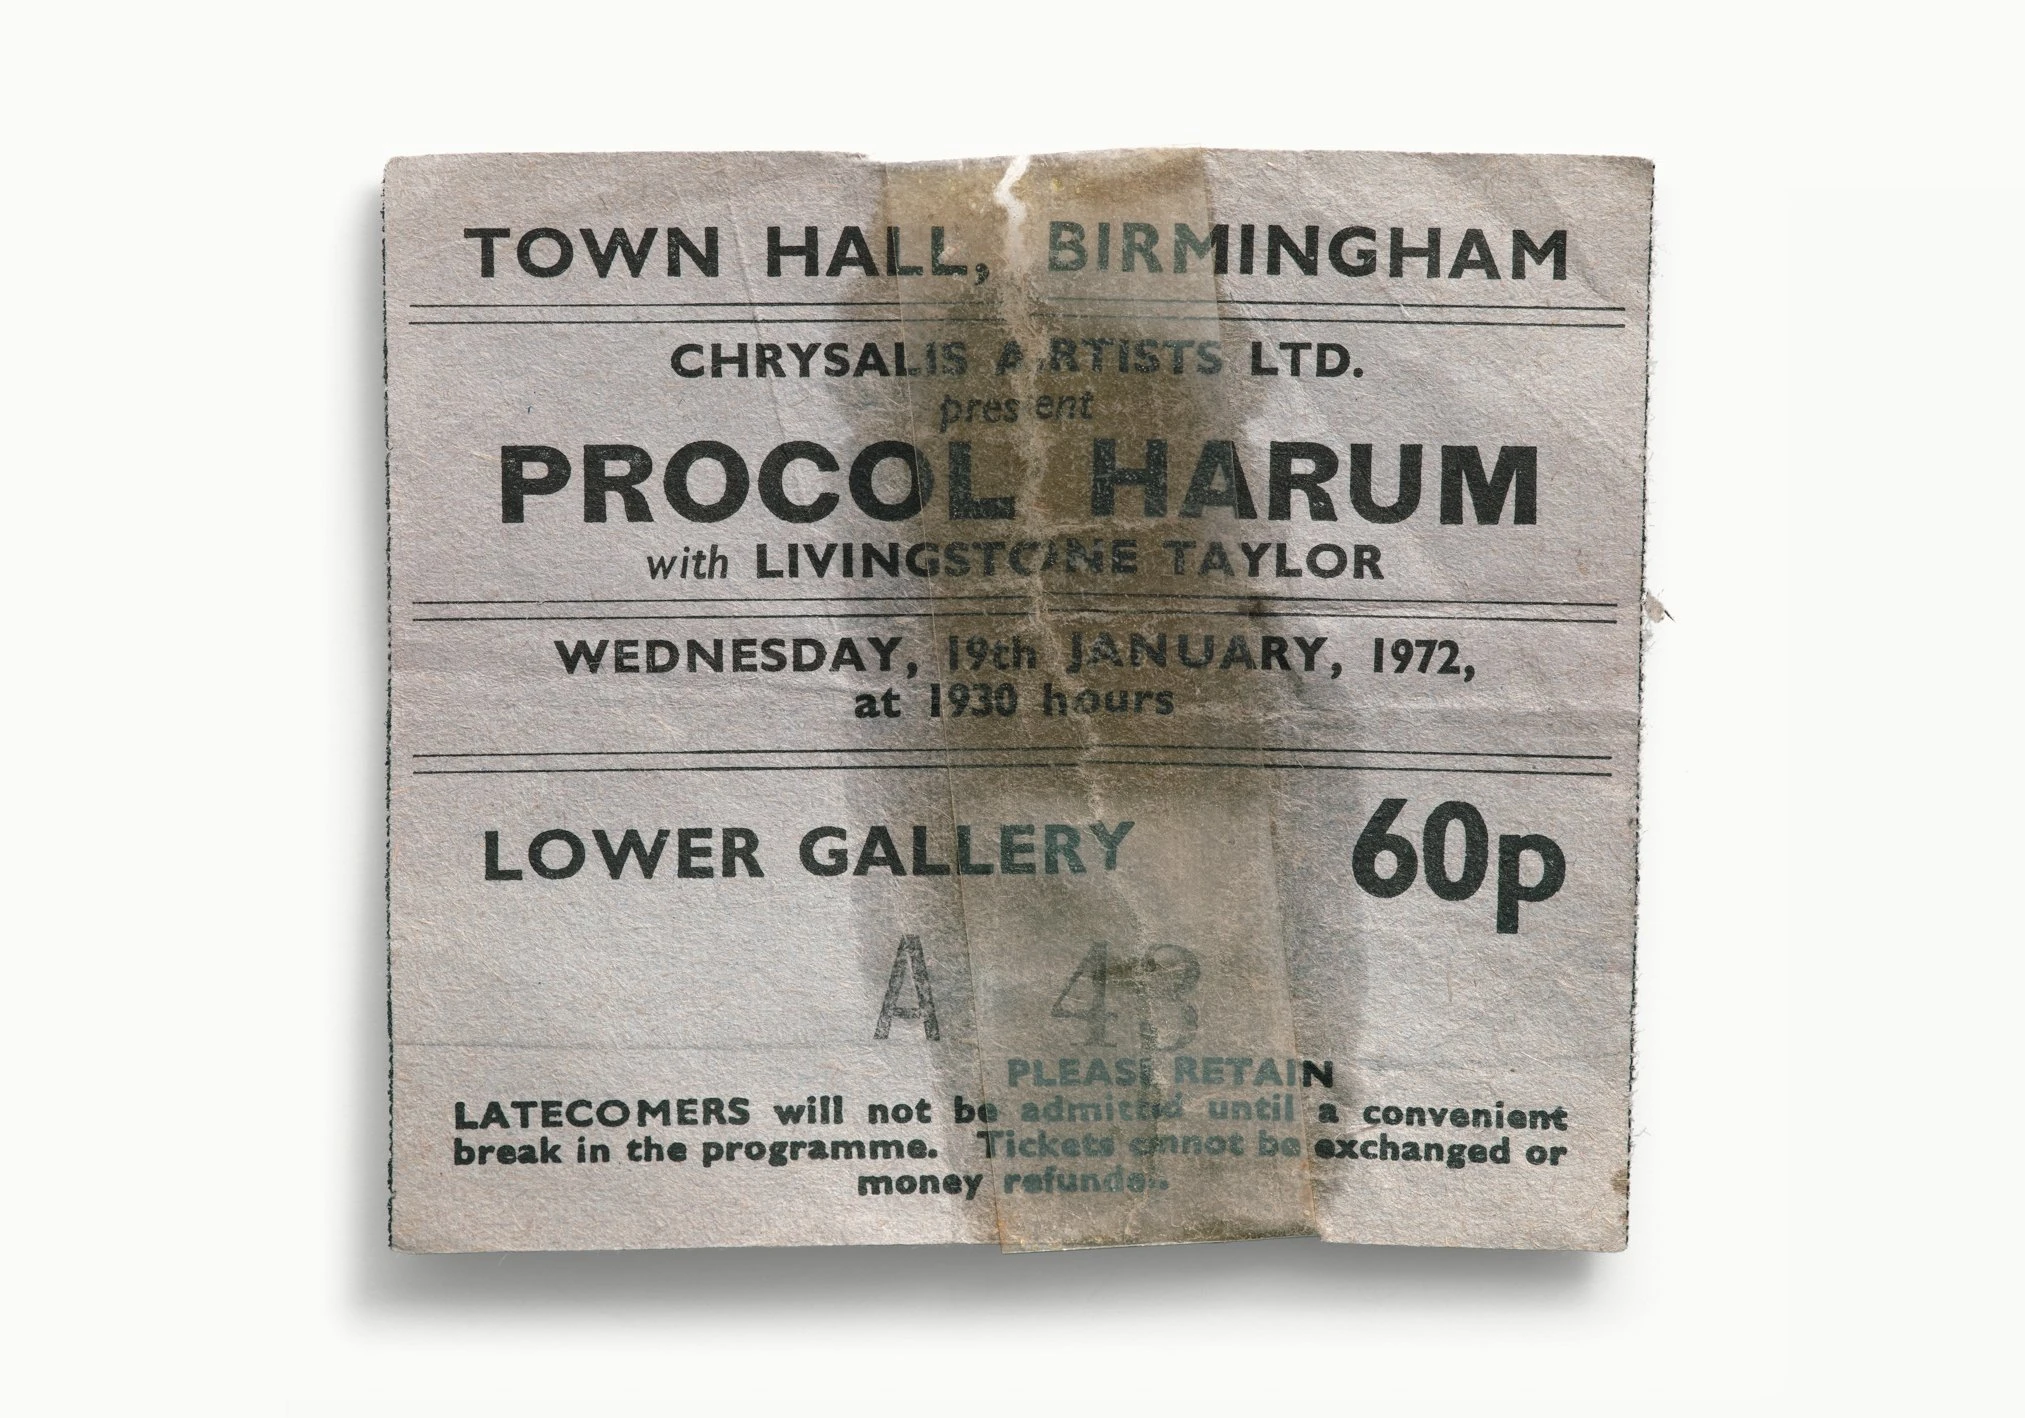 TOWN HALL, BIRMINGHAM
CHRYSALIS ARTISTS LTD.
present
PROCOL HARUM
with LIVINGSTONE TAYLOR
WEDNESDAY, 19th JANUARY, 1972,
at 1930 hours
LOWER GALLERY 60p
A 43
PLEASE RETAIN
LATECOMERS will not be admitted until a convenient
break in the programme. Tickets cannot be exchanged or
money refunded.